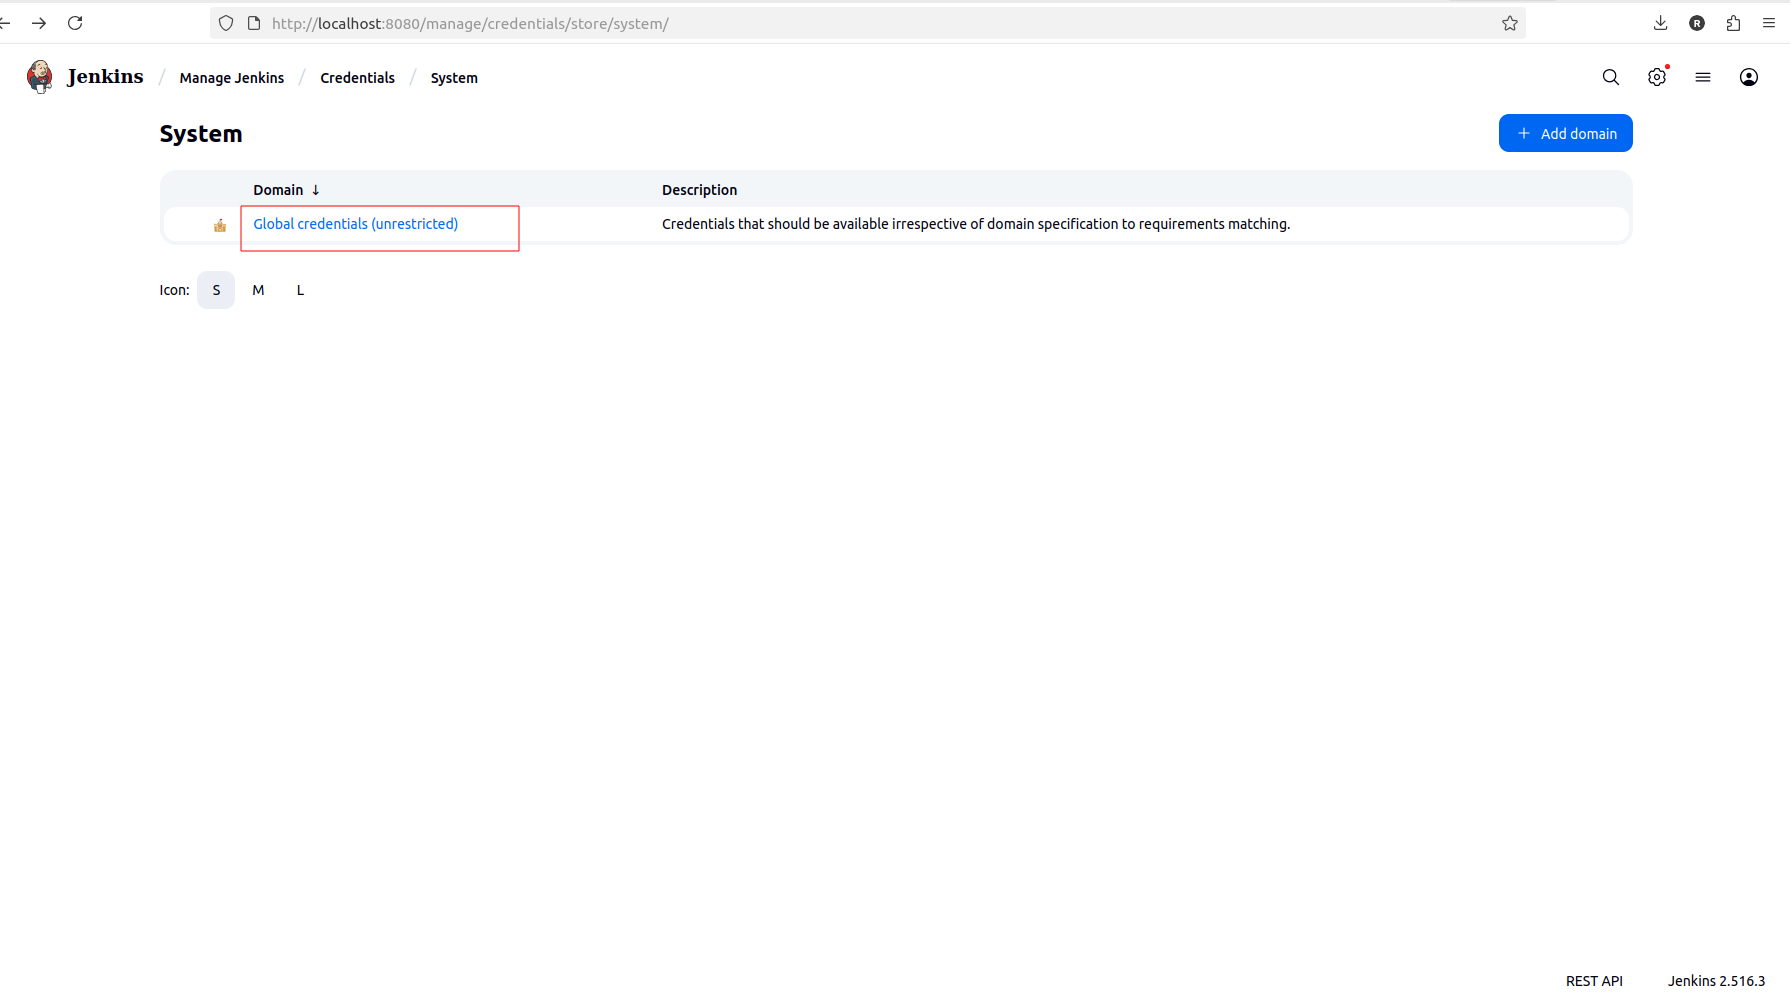 http://localhost:8080/manage/credentials/store/system/
R
Jenkins / Manage Jenkins / Credentials / System
System
+ Add domain
Domain ↓ Description
Global credentials (unrestricted) Credentials that should be available irrespective of domain specification to requirements matching.
Icon: S M L
REST API Jenkins 2.516.3